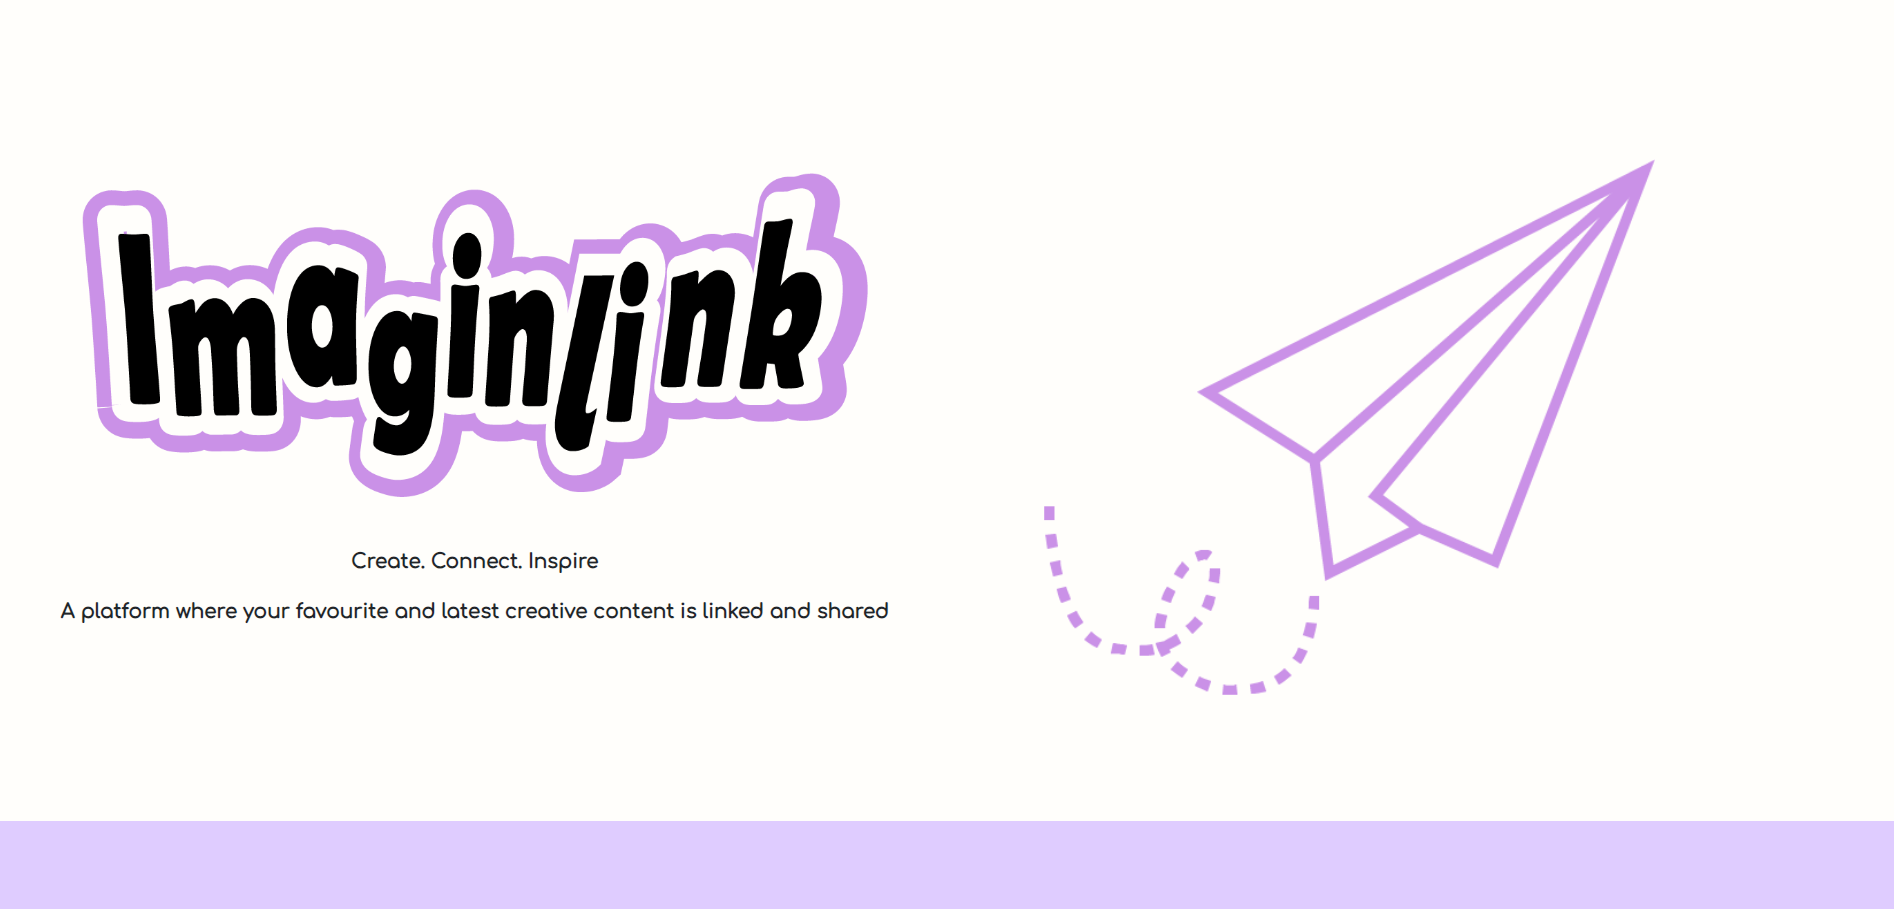 Imaginlink
Create. Connect. Inspire
A platform where your favourite and latest creative content is linked and shared